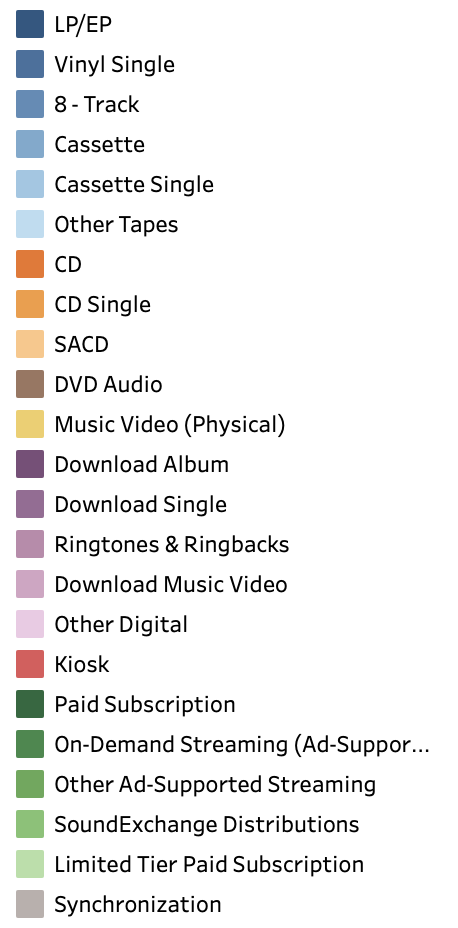 LP/EP
Vinyl Single
8 - Track
Cassette
Cassette Single
Other Tapes
CD
CD Single
SACD
DVD Audio
Music Video (Physical)
Download Album
Download Single
Ringtones & Ringbacks
Download Music Video
Other Digital
Kiosk
Paid Subscription
On-Demand Streaming (Ad-Suppor...
Other Ad-Supported Streaming
SoundExchange Distributions
Limited Tier Paid Subscription
Synchronization